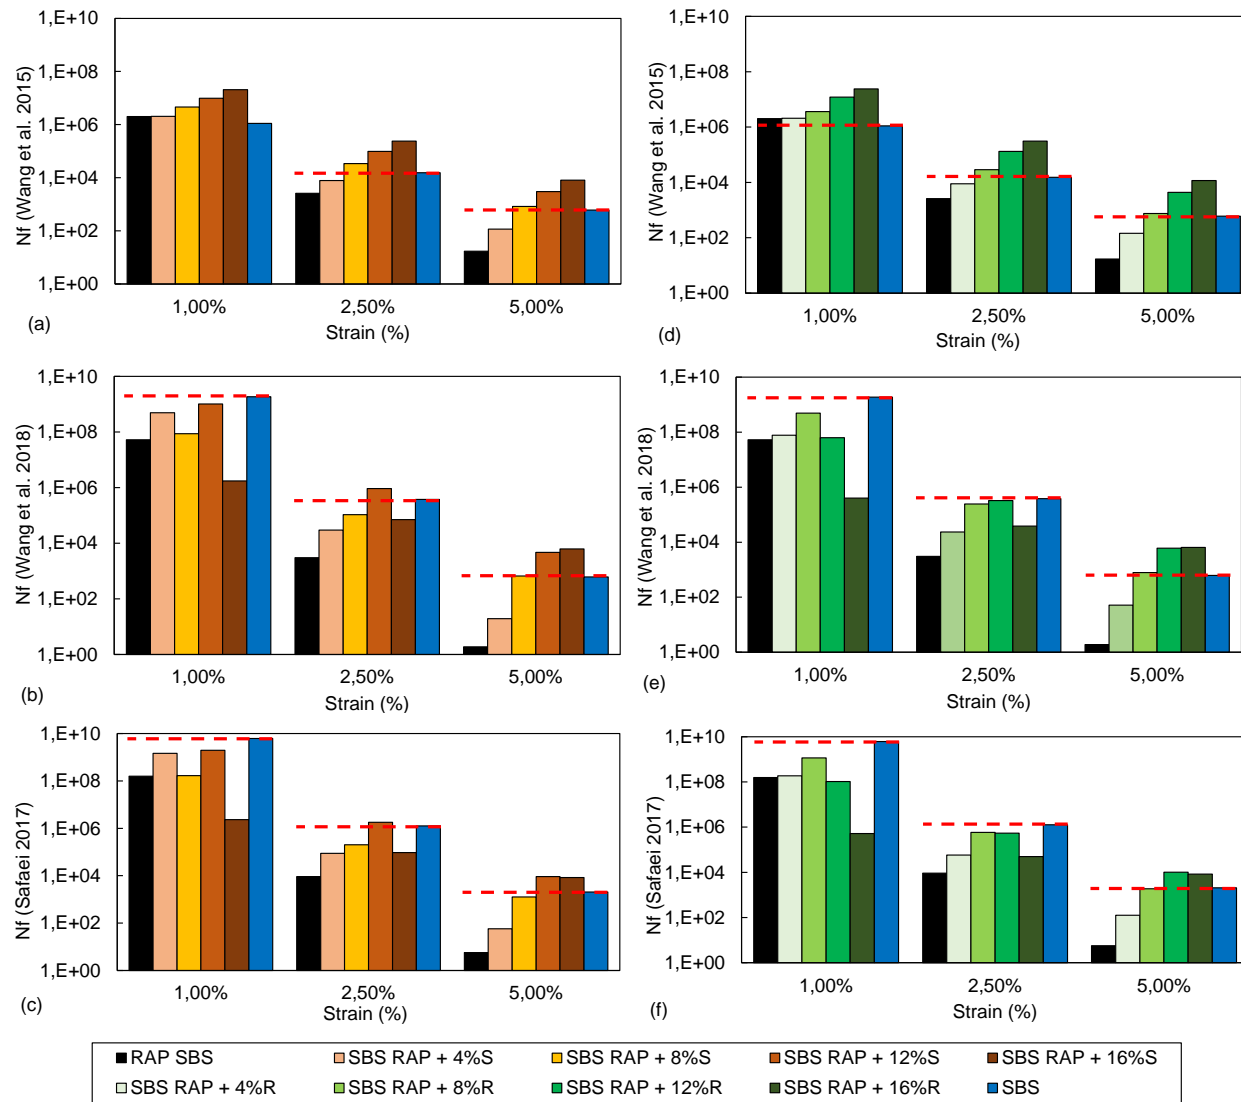 Nf (Wang et al. 2015)
1,E+10
1,E+08
1,E+06
1,E+04
1,E+02
1,E+00
1,00%
2,50%
5,00%
Strain (%)
(a)
Nf (Wang et al. 2015)
1,E+10
1,E+08
1,E+06
1,E+04
1,E+02
1,E+00
1,00%
2,50%
5,00%
Strain (%)
(d)
Nf (Wang et al. 2018)
1,E+10
1,E+08
1,E+06
1,E+04
1,E+02
1,E+00
1,00%
2,50%
5,00%
Strain (%)
(b)
Nf (Wang et al. 2018)
1,E+10
1,E+08
1,E+06
1,E+04
1,E+02
1,E+00
1,00%
2,50%
5,00%
Strain (%)
(e)
Nf (Safaei 2017)
1,E+10
1,E+08
1,E+06
1,E+04
1,E+02
1,E+00
1,00%
2,50%
5,00%
Strain (%)
(c)
Nf (Safaei 2017)
1,E+10
1,E+08
1,E+06
1,E+04
1,E+02
1,E+00
1,00%
2,50%
5,00%
Strain (%)
(f)
RAP SBS
SBS RAP + 4%S
SBS RAP + 8%S
SBS RAP + 12%S
SBS RAP + 16%S
SBS RAP + 4%R
SBS RAP + 8%R
SBS RAP + 12%R
SBS RAP + 16%R
SBS